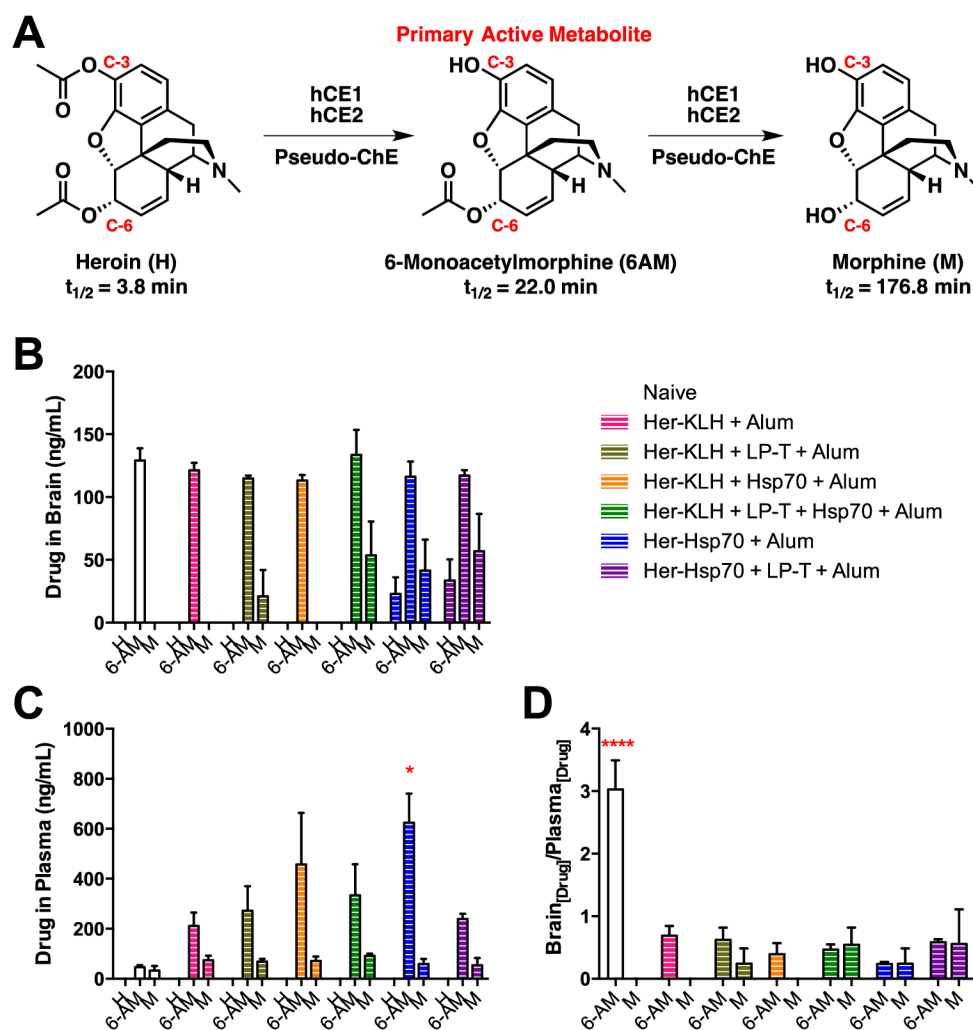 A
Primary Active Metabolite
O C-3
O
O
N
H
O
O
O
C-6
Heroin (H)
t1/2 = 3.8 min
hCE1
hCE2
Pseudo-ChE
HO C-3
O
N
H
O
O
C-6
6-Monoacetylmorphine (6AM)
t1/2 = 22.0 min
hCE1
hCE2
Pseudo-ChE
HO C-3
O
N
H
HO
C-6
Morphine (M)
t1/2 = 176.8 min
B
Drug in Brain (ng/mL)
200
150
100
50
0
H 6-AM M H 6-AM M H 6-AM M H 6-AM M H 6-AM M H 6-AM M H 6-AM M
Naive
Her-KLH + Alum
Her-KLH + LP-T + Alum
Her-KLH + Hsp70 + Alum
Her-KLH + LP-T + Hsp70 + Alum
Her-Hsp70 + Alum
Her-Hsp70 + LP-T + Alum
C
Drug in Plasma (ng/mL)
1000
800
600
400
200
0
*
H 6-AM M H 6-AM M H 6-AM M H 6-AM M H 6-AM M H 6-AM M H 6-AM M
D
Brain[Drug]/Plasma[Drug]
4
3
2
1
0
****
6-AM M 6-AM M 6-AM M 6-AM M 6-AM M 6-AM M 6-AM M